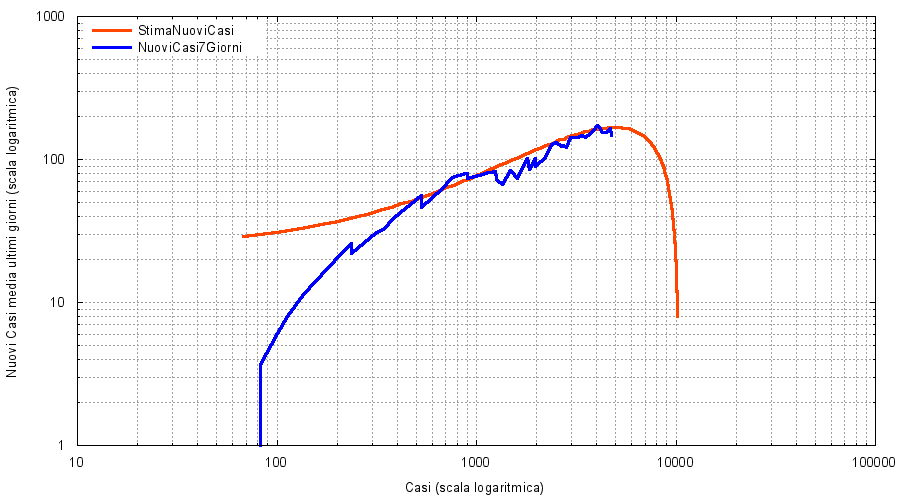 1000
StimaNuoviCasi
NuoviCasi7Giorni
Nuovi Casi media ultimi giorni (scala logaritmica)
100
10
1
10
100
1000
10000
100000
Casi (scala logaritmica)